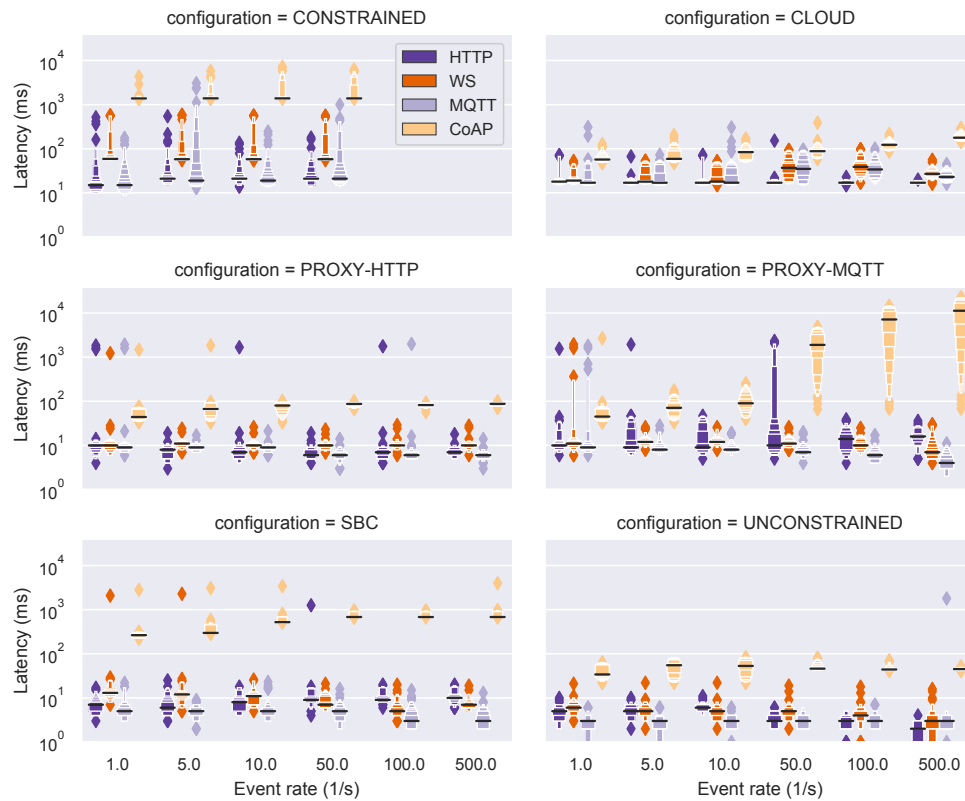 configuration = CONSTRAINED
configuration = CLOUD
Latency (ms)
10^4
10^3
10^2
10^1
10^0
HTTP
WS
MQTT
CoAP
configuration = PROXY-HTTP
configuration = PROXY-MQTT
Latency (ms)
10^4
10^3
10^2
10^1
10^0
configuration = SBC
configuration = UNCONSTRAINED
Latency (ms)
10^4
10^3
10^2
10^1
10^0
1.0 5.0 10.0 50.0 100.0 500.0
1.0 5.0 10.0 50.0 100.0 500.0
Event rate (1/s)
Event rate (1/s)